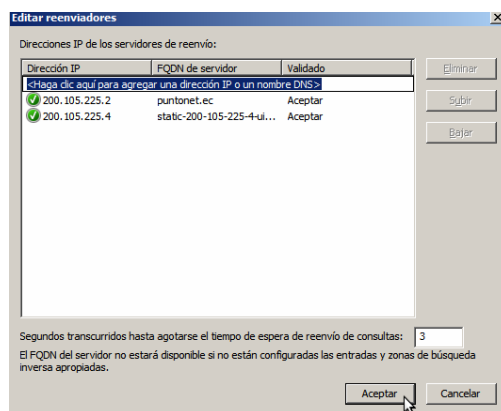 Editar reenviadores
Direcciones IP de los servidores de reenvío:
Dirección IP FQDN de servidor Validado
<Haga clic aquí para agregar una dirección IP o un nombre DNS>
200.105.225.2 puntonet.ec Aceptar
200.105.225.4 static-200-105-225-4-ui... Aceptar
Eliminar
Subir
Bajar
Segundos transcurridos hasta agotarse el tiempo de espera de reenvío de consultas: 3
El FQDN del servidor no estará disponible si no están configuradas las entradas y zonas de búsqueda
inversa apropiadas.
Aceptar Cancelar